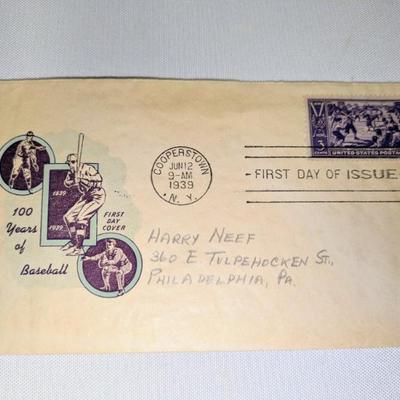 1839
1939
100
Years
of
Baseball
FIRST
DAY
COVER
COOPERSTOWN
JUN 12
9-AM
1939
N.Y.
3
CENTS
UNITED STATES POSTAGE
FIRST DAY OF ISSUE
HARRY NEEF
360 E. TULPEHOCKEN ST.,
PHILADELPHIA, PA.